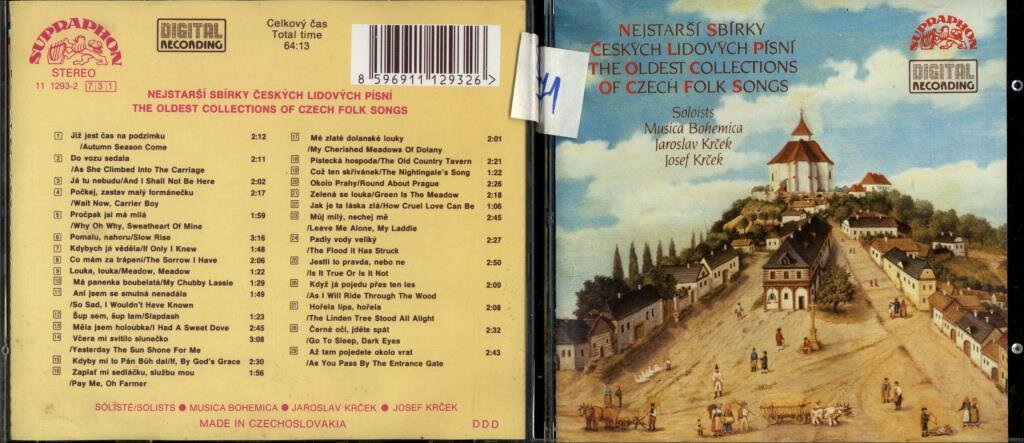 SUPRAPHON
STEREO
11 1293-2 731
DIGITAL
RECORDING
Celkový čas
Total time
64:13
8 596911 129326 >
NEJSTARŠÍ SBÍRKY ČESKÝCH LIDOVÝCH PÍSNÍ
THE OLDEST COLLECTIONS OF CZECH FOLK SONGS
1 Již jest čas na podzimku 2:12
/Autumn Season Come
2 Do vozu sedala 2:11
/As She Climbed Into The Carriage
3 Já tu nebudu/And I Shall Not Be Here 2:02
4 Počkej, zastav malý formánečku 2:17
/Wait Now, Carrier Boy
5 Pročpak jsi má milá 1:59
/Why Oh Why, Sweatheart Of Mine
6 Pomalu, nahoru/Slow Rise 3:16
7 Kdybych já věděla/If Only I Knew 1:48
8 Co mám za trápení/The Sorrow I Have 2:06
9 Louka, louka/Meadow, Meadow 1:22
10 Má panenka boubelatá/My Chubby Lassie 1:29
11 Ani jsem se smutná nenadála 1:49
/So Sad, I Wouldn't Have Known
12 Šup sem, šup tam/Slapdash 1:23
13 Měla jsem holoubka/I Had A Sweet Dove 2:45
14 Včera mi svítilo slunečko 3:08
/Yesterday The Sun Shone For Me
15 Kdyby mi to Pán Bůh dal/If, By God's Grace 2:30
16 Zaplať mi sedláčku, službu mou 1:56
/Pay Me, Oh Farmer
17 Mé zlaté dolanské louky 2:01
/My Cherished Meadows Of Dolany
18 Pístecká hospoda/The Old Country Tavern 2:21
19 Což ten skřivánek/The Nightingale's Song 1:22
20 Okolo Prahy/Round About Prague 2:26
21 Zelená se louka/Green Is The Meadow 2:18
22 Jak je ta láska zlá/How Cruel Love Can Be 1:06
23 Můj milý, nechej mě 2:45
/Leave Me Alone, My Laddie
24 Padly vody veliký 2:27
/The Flood it Has Struck
25 Jestli to pravda, nebo ne 2:50
/Is It True Or Is It Not
26 Když já pojedu přes ten les 2:09
/As I Will Ride Through The Wood
27 Hořela lípa, hořela 2:08
/The Linden Tree Stood All Alight
28 Černé oči, jděte spát 2:32
/Go To Sleep, Dark Eyes
29 Až tam pojedete okolo vrat 2:43
/As You Pass By The Entrance Gate
SÓLISTÉ/SOLISTS ● MUSICA BOHEMICA ● JAROSLAV KRČEK ● JOSEF KRČEK
MADE IN CZECHOSLOVAKIA DDD
71
NEJSTARŠÍ SBÍRKY
ČESKÝCH LIDOVÝCH PÍSNÍ
THE OLDEST COLLECTIONS
OF CZECH FOLK SONGS
Soloists
Musica Bohemica
Jaroslav Krček
Josef Krček
SUPRAPHON
DIGITAL
RECORDING